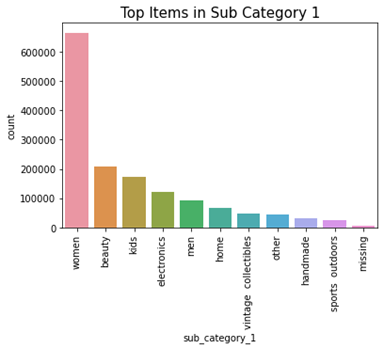 Top Items in Sub Category 1
count
600000
500000
400000
300000
200000
100000
0
women
beauty
kids
electronics
men
home
vintage collectibles
other
handmade
sports outdoors
missing
sub_category_1